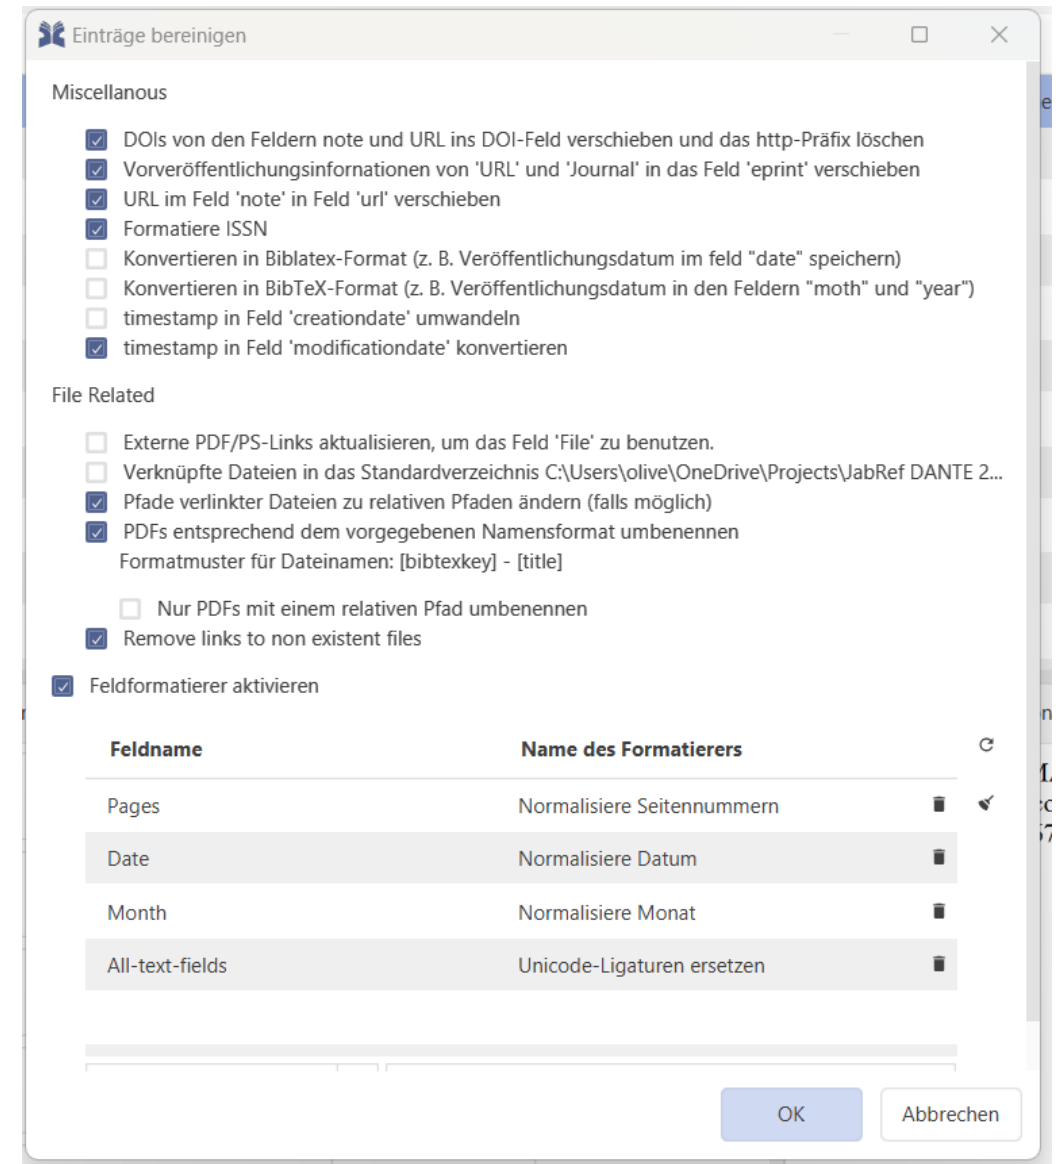 Einträge bereinigen
Miscellanous
DOIs von den Feldern note und URL ins DOI-Feld verschieben und das http-Präfix löschen
Vorveröffentlichungsinfornationen von 'URL' und 'Journal' in das Feld 'eprint' verschieben
URL im Feld 'note' in Feld 'url' verschieben
Formatiere ISSN
Konvertieren in Biblatex-Format (z. B. Veröffentlichungsdatum im feld "date" speichern)
Konvertieren in BibTeX-Format (z. B. Veröffentlichungsdatum in den Feldern "moth" und "year")
timestamp in Feld 'creationdate' umwandeln
timestamp in Feld 'modificationdate' konvertieren
File Related
Externe PDF/PS-Links aktualisieren, um das Feld 'File' zu benutzen.
Verknüpfte Dateien in das Standardverzeichnis C:\Users\olive\OneDrive\Projects\JabRef DANTE 2...
Pfade verlinkter Dateien zu relativen Pfaden ändern (falls möglich)
PDFs entsprechend dem vorgegebenen Namensformat umbenennen
Formatmuster für Dateinamen: [bibtexkey] - [title]
Nur PDFs mit einem relativen Pfad umbenennen
Remove links to non existent files
Feldformatierer aktivieren
Feldname Name des Formatierers
Pages Normalisiere Seitennummern
Date Normalisiere Datum
Month Normalisiere Monat
All-text-fields Unicode-Ligaturen ersetzen
OK Abbrechen